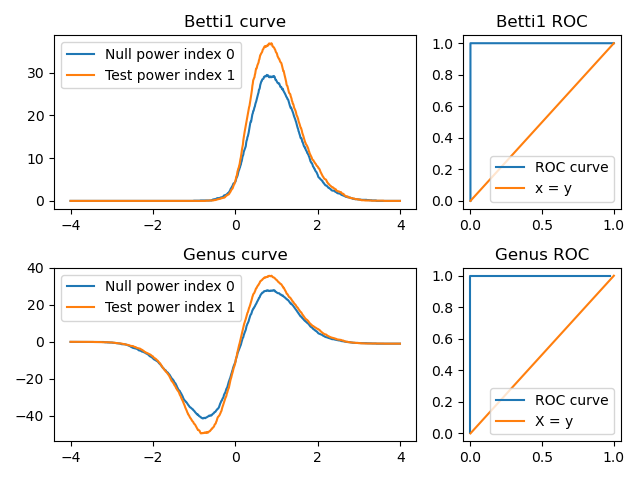 Betti1 curve
Null power index 0
Test power index 1
30
20
10
0
−4 −2 0 2 4
Betti1 ROC
1.0
0.8
0.6
0.4
0.2
0.0
ROC curve
x = y
0.0 0.5 1.0
Genus curve
Null power index 0
Test power index 1
40
20
0
−20
−40
−4 −2 0 2 4
Genus ROC
1.0
0.8
0.6
0.4
0.2
0.0
ROC curve
X = y
0.0 0.5 1.0